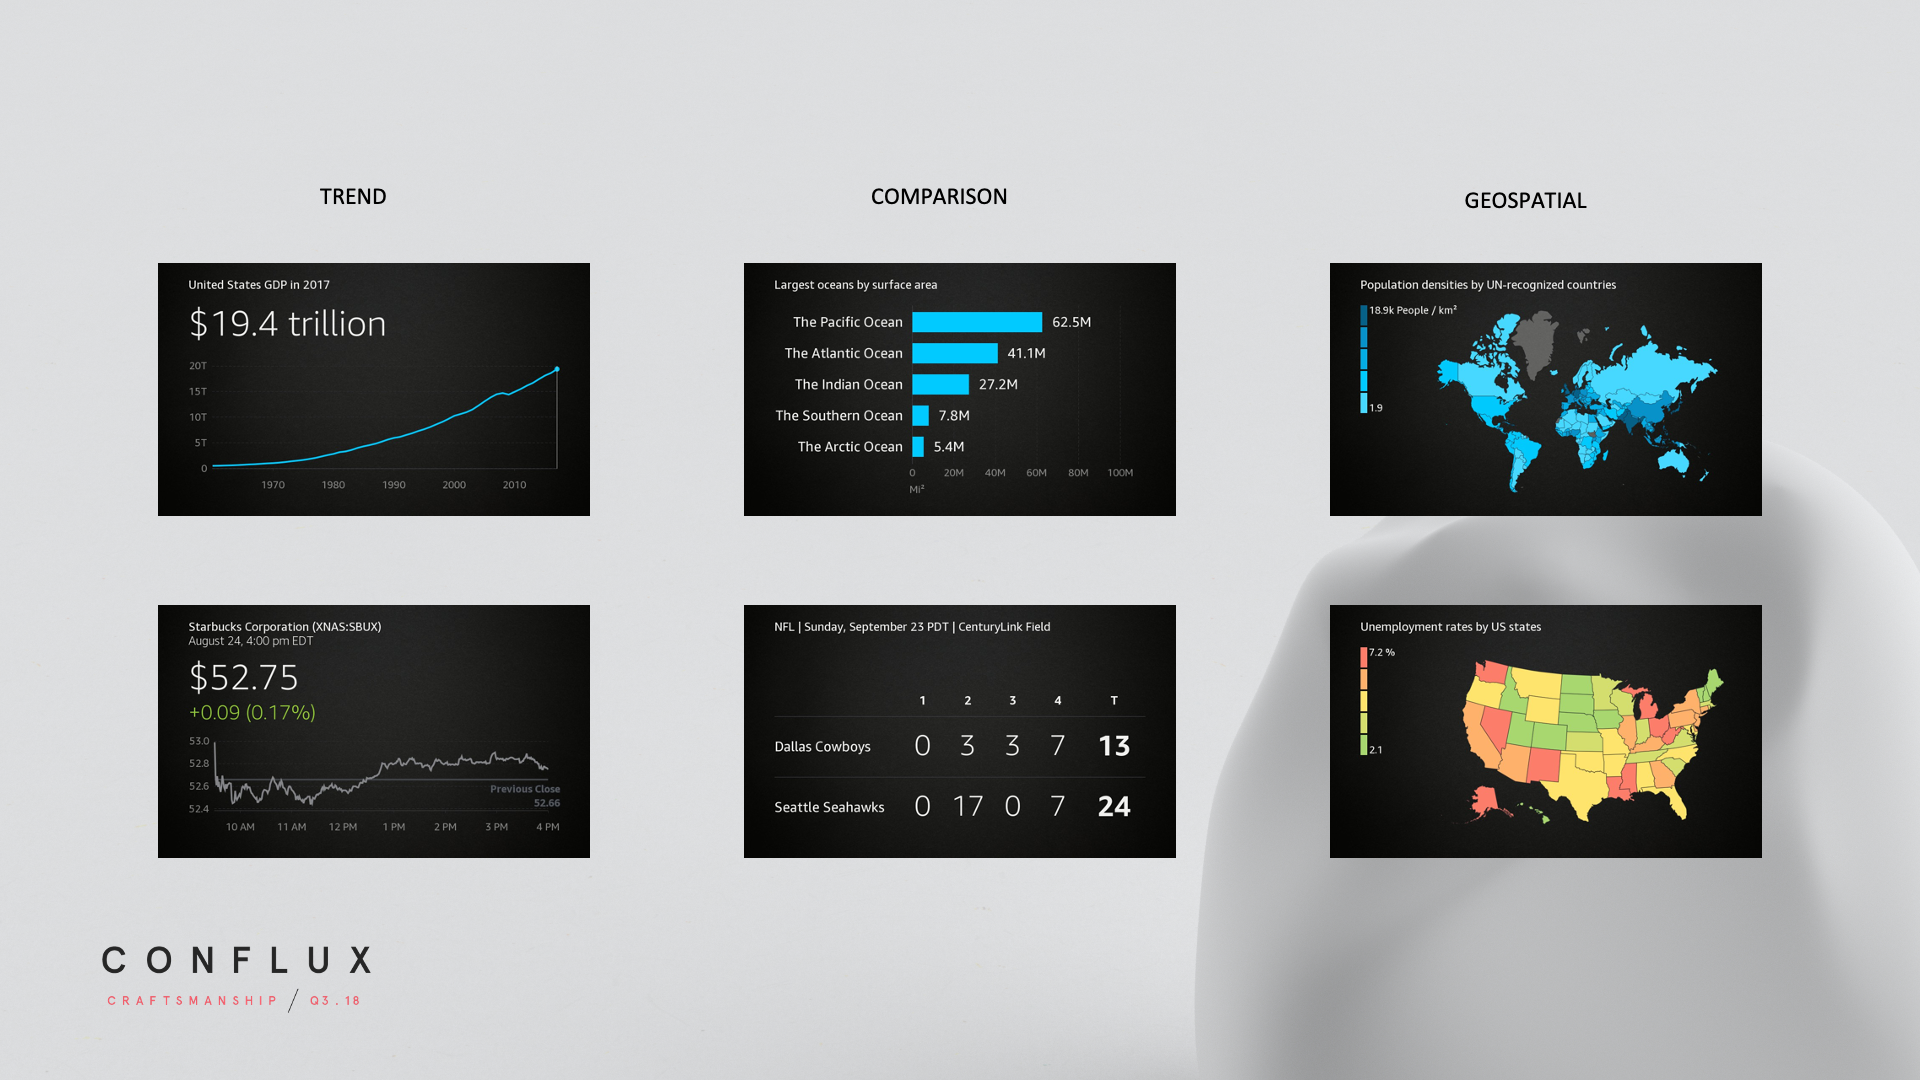 TREND
COMPARISON
GEOSPATIAL
United States GDP in 2017
$19.4 trillion
20T
15T
10T
5T
0
1970 1980 1990 2000 2010
Largest oceans by surface area
The Pacific Ocean 62.5M
The Atlantic Ocean 41.1M
The Indian Ocean 27.2M
The Southern Ocean 7.8M
The Arctic Ocean 5.4M
0 20M 40M 60M 80M 100M
Mi²
Population densities by UN-recognized countries
18.9k People / km²
1.9
Starbucks Corporation (XNAS:SBUX)
August 24, 4:00 pm EDT
$52.75
+0.09 (0.17%)
53.0
52.8
52.6
52.4
Previous Close
52.66
10 AM 11 AM 12 PM 1 PM 2 PM 3 PM 4 PM
NFL | Sunday, September 23 PDT | CenturyLink Field
1 2 3 4 T
Dallas Cowboys 0 3 3 7 13
Seattle Seahawks 0 17 0 7 24
Unemployment rates by US states
7.2 %
2.1
CONFLUX
CRAFTSMANSHIP / Q3.18